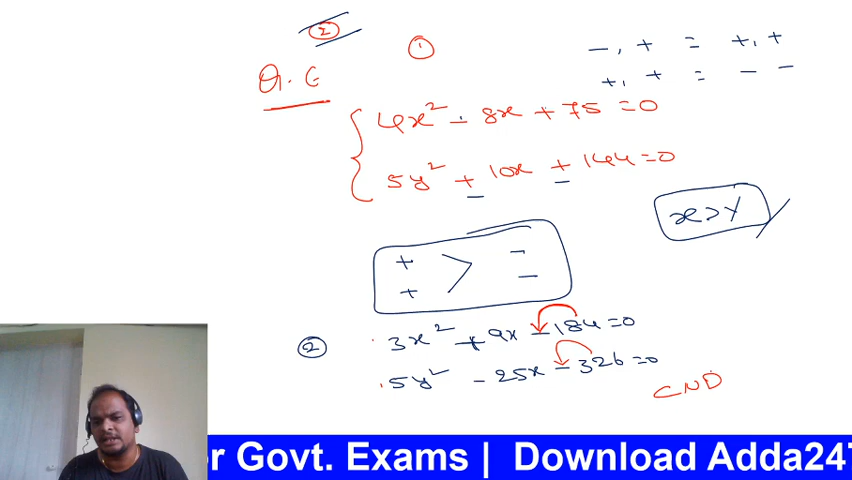 ② ①
Q.E
-, + = +, +
+, + = - -
4x² - 8x + 75 = 0
5y² + 10x + 144 = 0
x>y
+ > -
+ -
② 3x² + 9x - 184 = 0
5y² - 25x - 326 = 0
CND
or Govt. Exams | Download Adda247